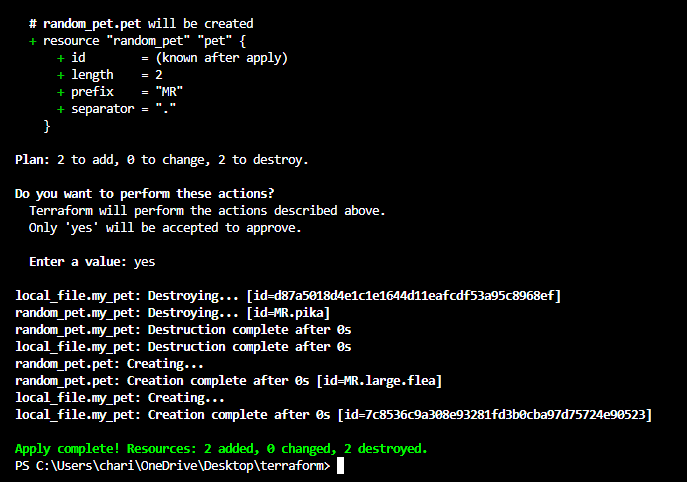 # random_pet.pet will be created
+ resource "random_pet" "pet" {
+ id        = (known after apply)
+ length    = 2
+ prefix    = "MR"
+ separator = "."
}
Plan: 2 to add, 0 to change, 2 to destroy.
Do you want to perform these actions?
Terraform will perform the actions described above.
Only 'yes' will be accepted to approve.
Enter a value: yes
local_file.my_pet: Destroying... [id=d87a5018d4e1c1e1644d11eafcdf53a95c8968ef]
random_pet.my_pet: Destroying... [id=MR.pika]
random_pet.my_pet: Destruction complete after 0s
local_file.my_pet: Destruction complete after 0s
random_pet.pet: Creating...
random_pet.pet: Creation complete after 0s [id=MR.large.flea]
local_file.my_pet: Creating...
local_file.my_pet: Creation complete after 0s [id=7c8536c9a308e93281fd3b0cba97d75724e90523]
Apply complete! Resources: 2 added, 0 changed, 2 destroyed.
PS C:\Users\chari\OneDrive\Desktop\terraform>